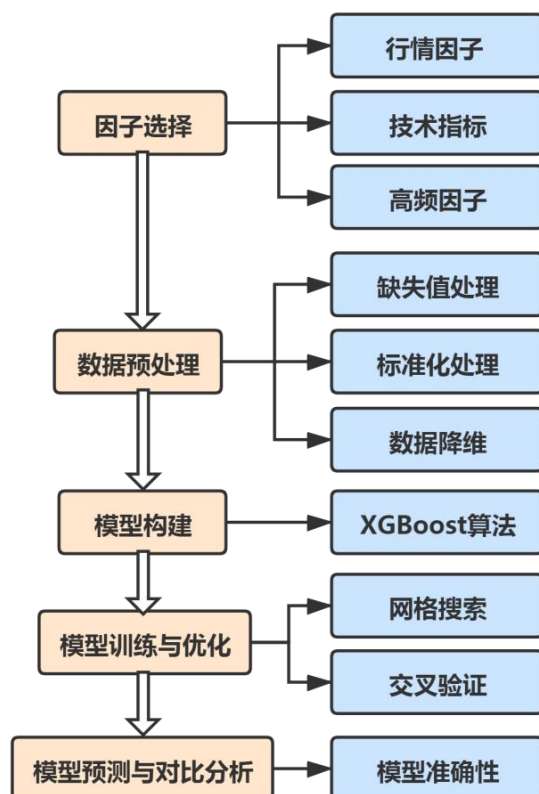 行情因子
因子选择
技术指标
高频因子
缺失值处理
数据预处理
标准化处理
数据降维
模型构建
XGBoost算法
网格搜索
模型训练与优化
交叉验证
模型预测与对比分析
模型准确性